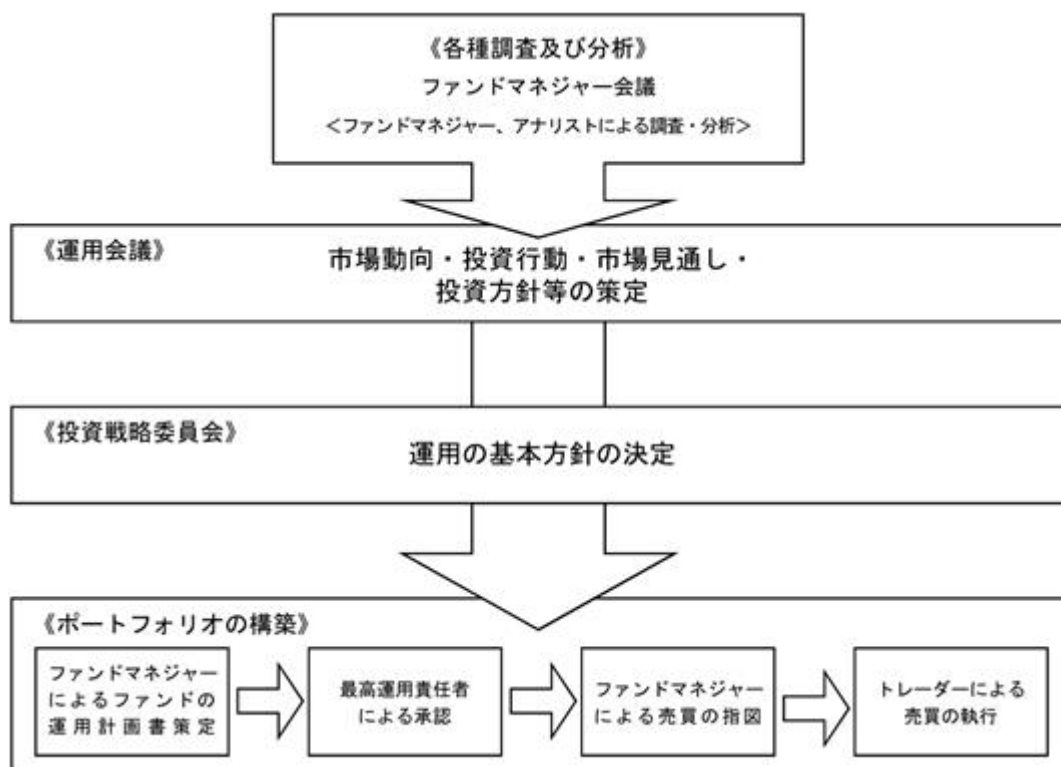 《各種調査及び分析》
ファンドマネジャー会議
＜ファンドマネジャー、アナリストによる調査・分析＞
《運用会議》
市場動向・投資行動・市場見通し・
投資方針等の策定
《投資戦略委員会》
運用の基本方針の決定
《ポートフォリオの構築》
ファンドマネジャー
によるファンドの
運用計画書策定
最高運用責任者
による承認
ファンドマネジャー
による売買の指図
トレーダーによる
売買の執行